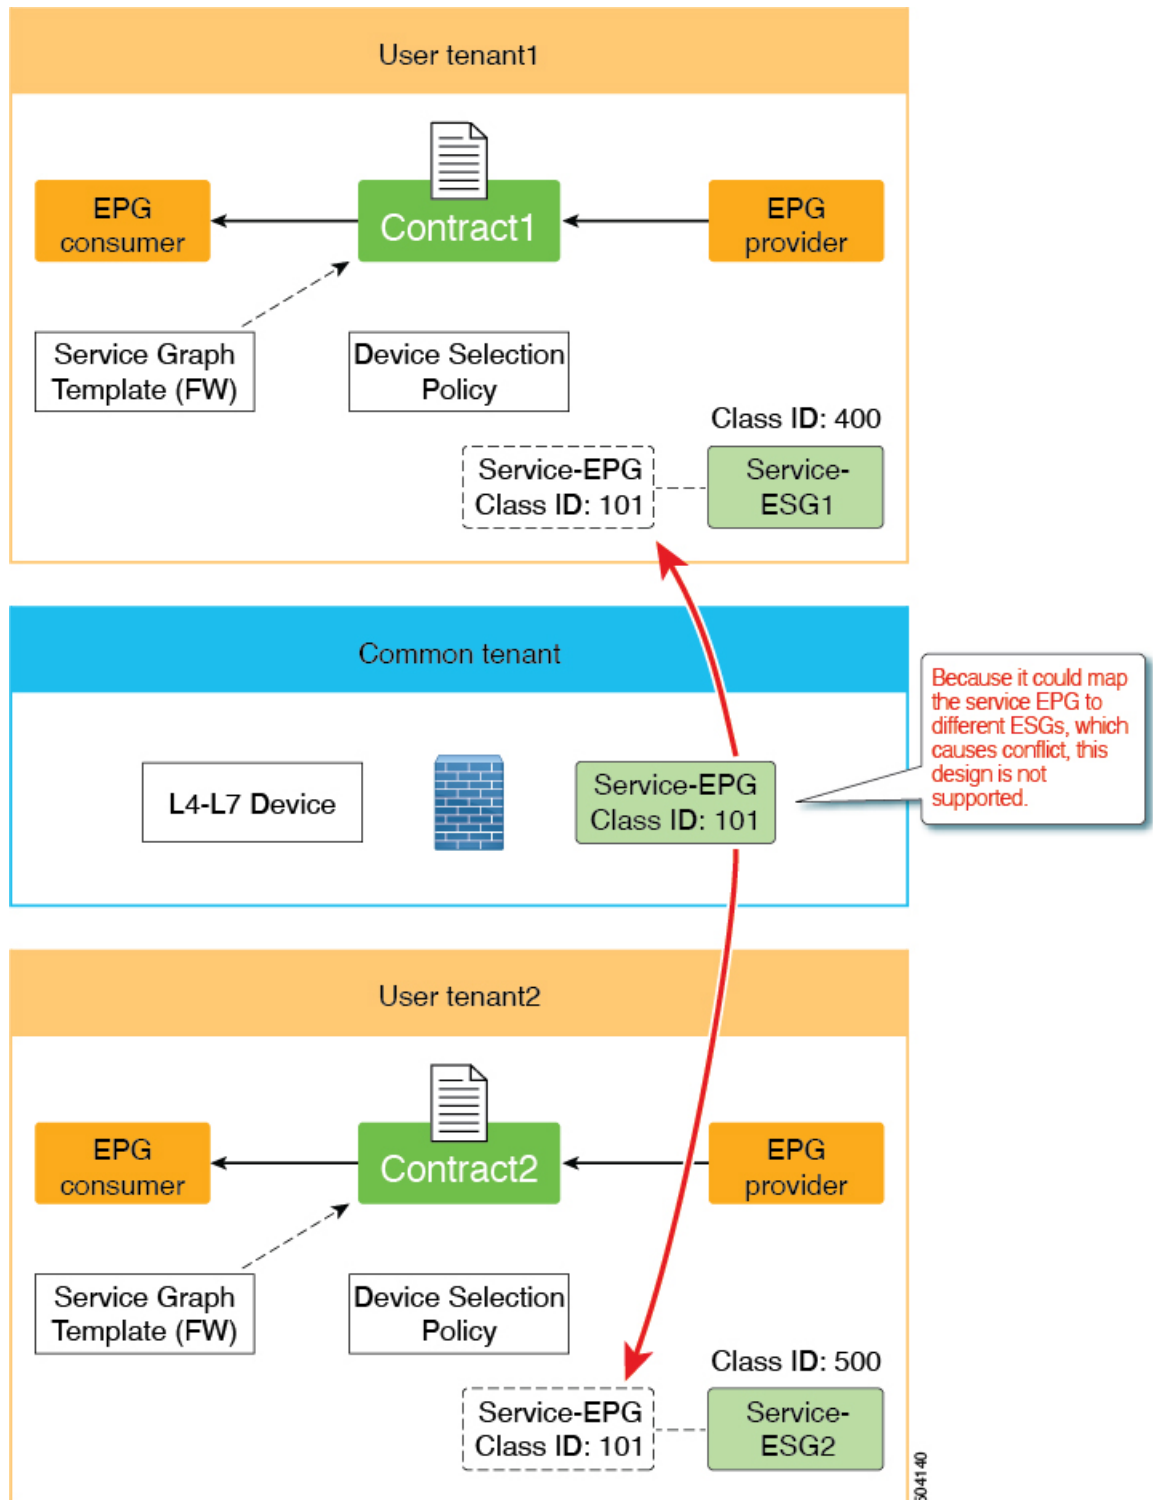 User tenant1
EPG
consumer
Contract1
EPG
provider
Service Graph
Template (FW)
Device Selection
Policy
Class ID: 400
Service-EPG
Class ID: 101
Service-
ESG1
Common tenant
L4-L7 Device
Service-EPG
Class ID: 101
Because it could map
the service EPG to
different ESGs, which
causes conflict, this
design is not
supported.
User tenant2
EPG
consumer
Contract2
EPG
provider
Service Graph
Template (FW)
Device Selection
Policy
Class ID: 500
Service-EPG
Class ID: 101
Service-
ESG2
504140